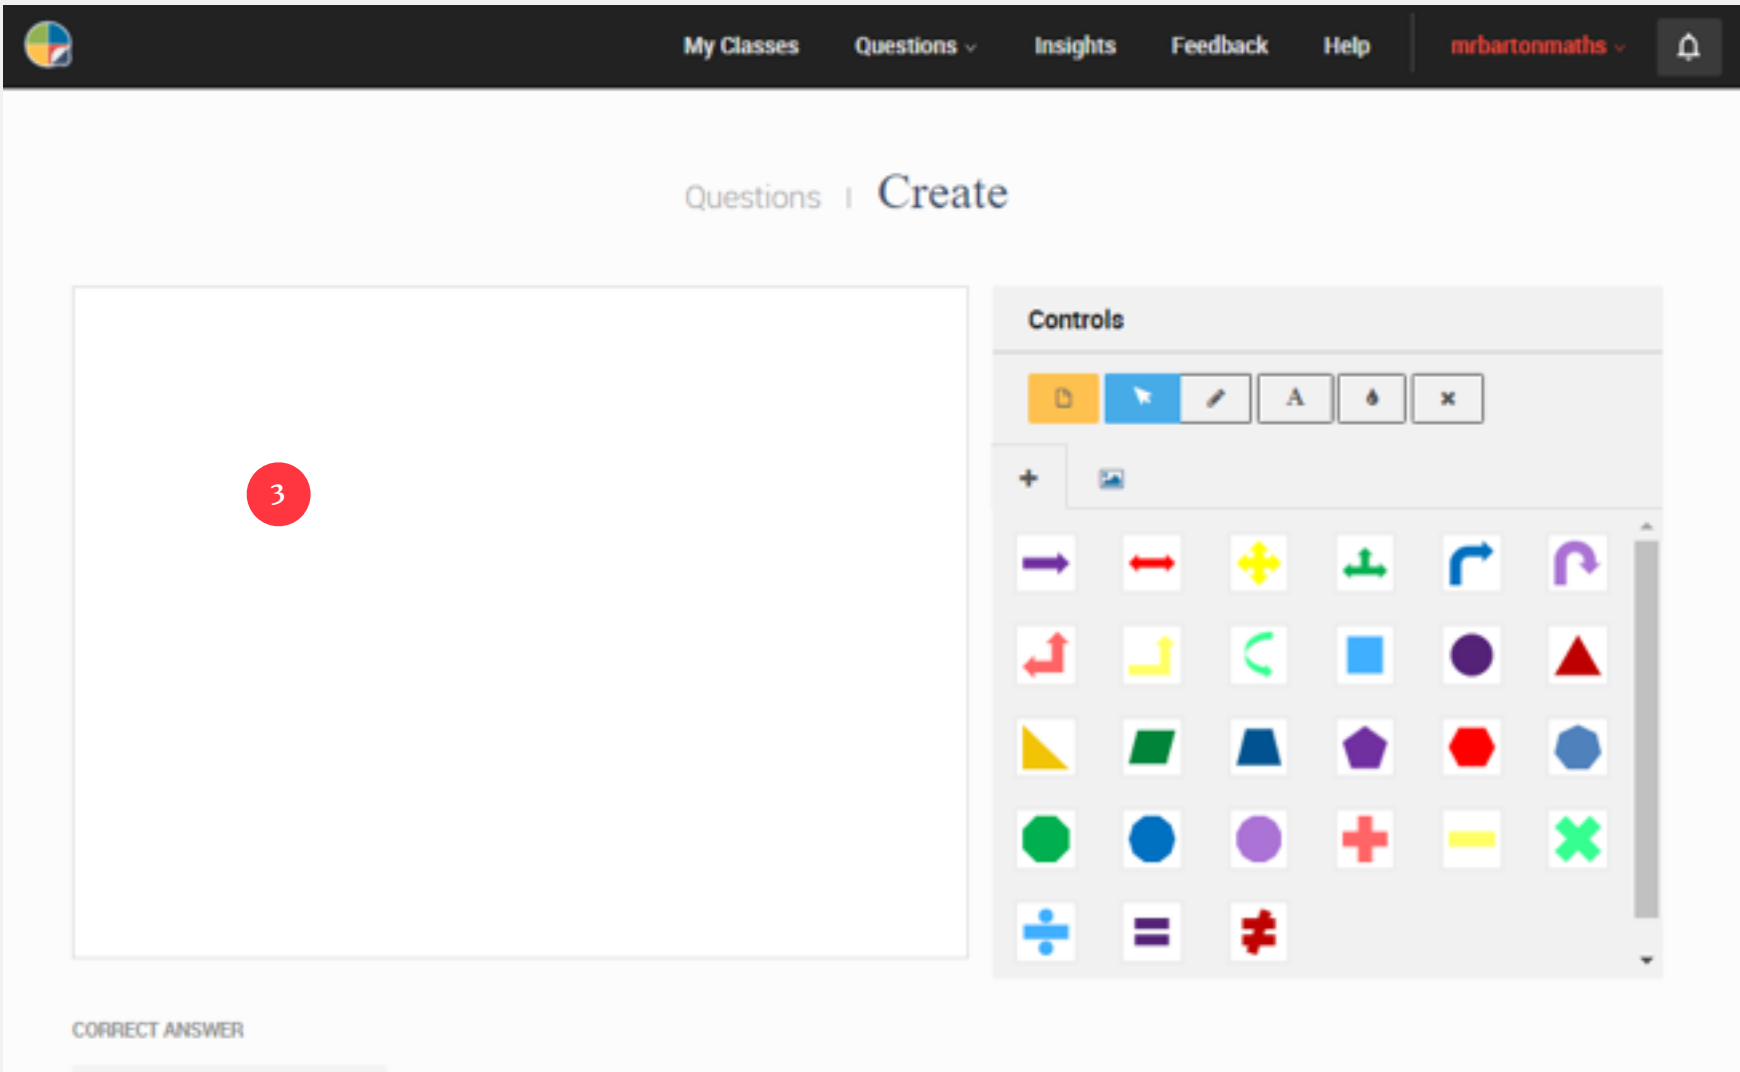 My Classes Questions Insights Feedback Help mrbartonmaths
Questions | Create
Controls
A
3
CORRECT ANSWER